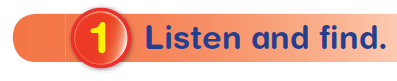 1 Listen and find.